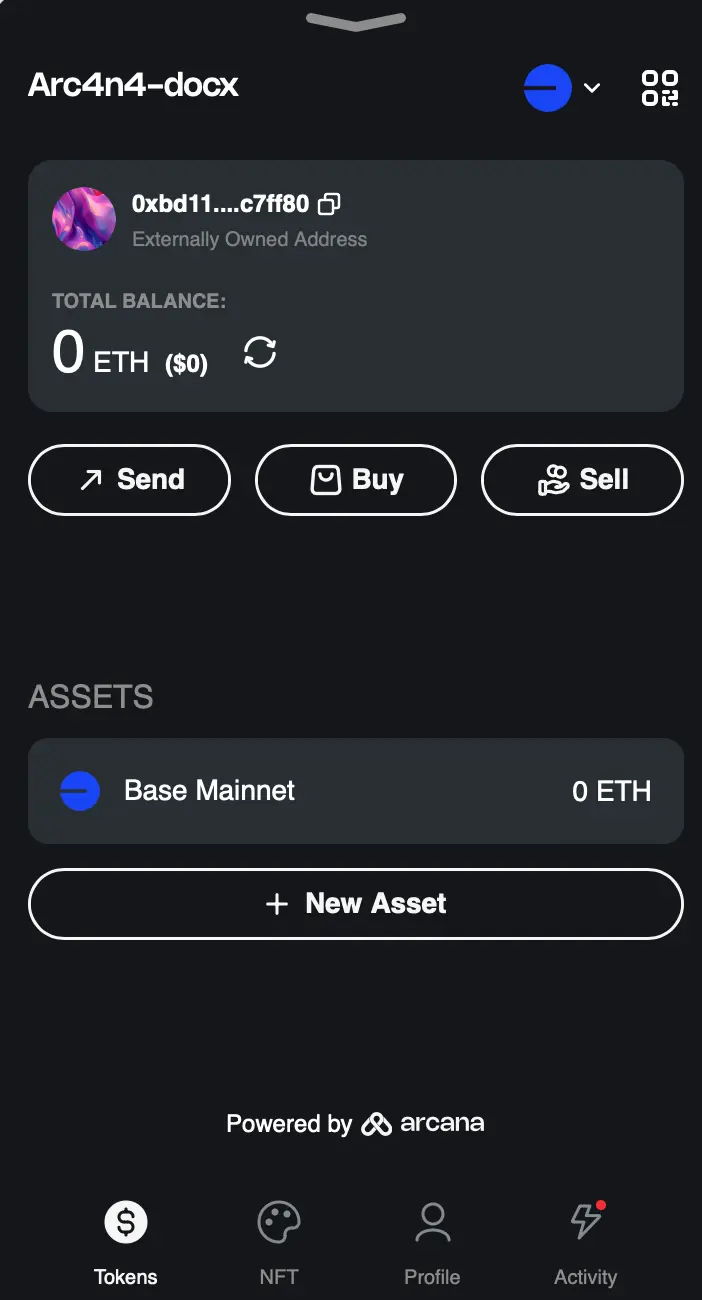 Arc4n4-docx
0xbd11....c7ff80
Externally Owned Address
TOTAL BALANCE:
0 ETH ($0)
Send
Buy
Sell
ASSETS
Base Mainnet
0 ETH
+ New Asset
Powered by arcana
Tokens
NFT
Profile
Activity